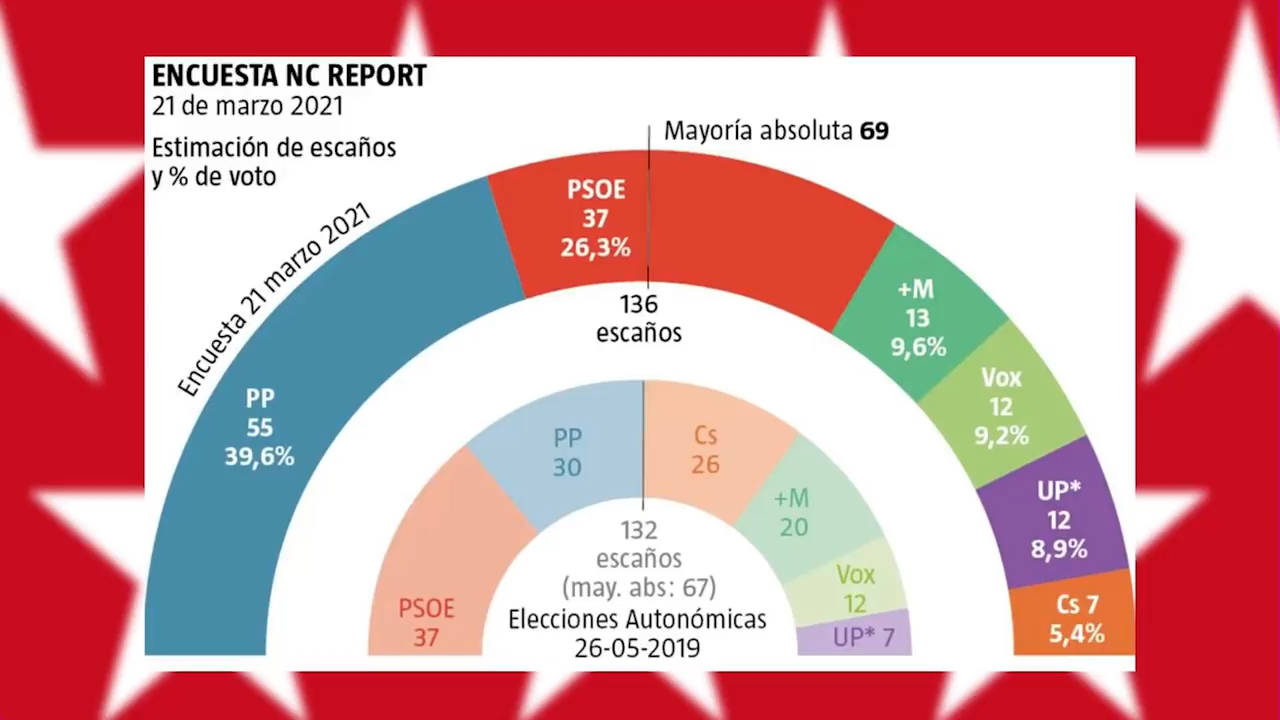 ENCUESTA NC REPORT
21 de marzo 2021
Estimación de escaños
y % de voto
Mayoría absoluta 69
Encuesta 21 marzo 2021
PP
55
39,6%
PSOE
37
26,3%
+M
13
9,6%
Vox
12
9,2%
UP*
12
8,9%
Cs 7
5,4%
136
escaños
PSOE
37
PP
30
Cs
26
+M
20
Vox
12
UP* 7
132
escaños
(may. abs: 67)
Elecciones Autonómicas
26-05-2019